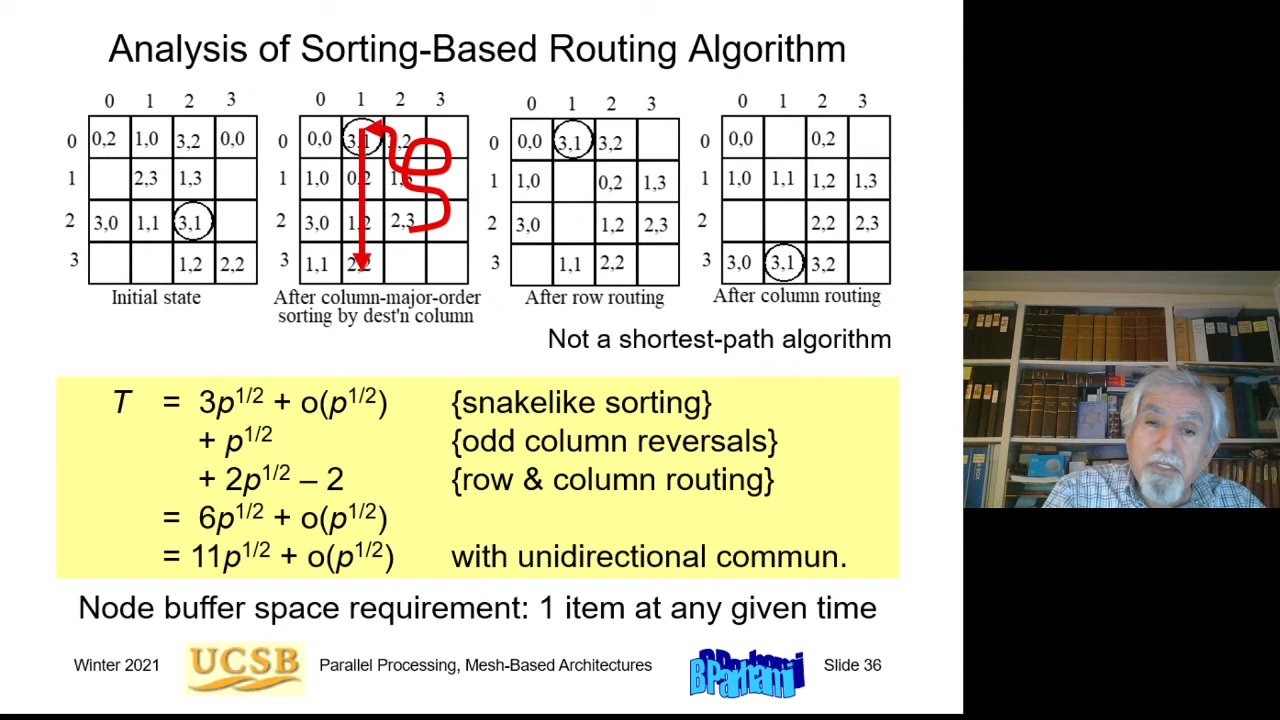 Analysis of Sorting-Based Routing Algorithm
0 1 2 3
0 0,2 1,0 3,2 0,0
1 2,3 1,3
2 3,0 1,1 3,1
3 1,2 2,2
Initial state
0 1 2 3
0 0,0 3,1
1 1,0 0,2
2 3,0 1,2 2,3
3 1,1 2,2
After column-major-order
sorting by dest'n column
0 1 2 3
0 0,0 3,1 3,2
1 1,0 0,2 1,3
2 3,0 1,2 2,3
3 1,1 2,2
After row routing
0 1 2 3
0 0,0 0,2
1 1,0 1,1 1,2 1,3
2 2,2 2,3
3 3,0 3,1 3,2
After column routing
Not a shortest-path algorithm
T = 3p1/2 + o(p1/2) {snakelike sorting}
+ p1/2 {odd column reversals}
+ 2p1/2 – 2 {row & column routing}
= 6p1/2 + o(p1/2)
= 11p1/2 + o(p1/2) with unidirectional commun.
Node buffer space requirement: 1 item at any given time
Winter 2021 UCSB Parallel Processing, Mesh-Based Architectures B Parhami Slide 36